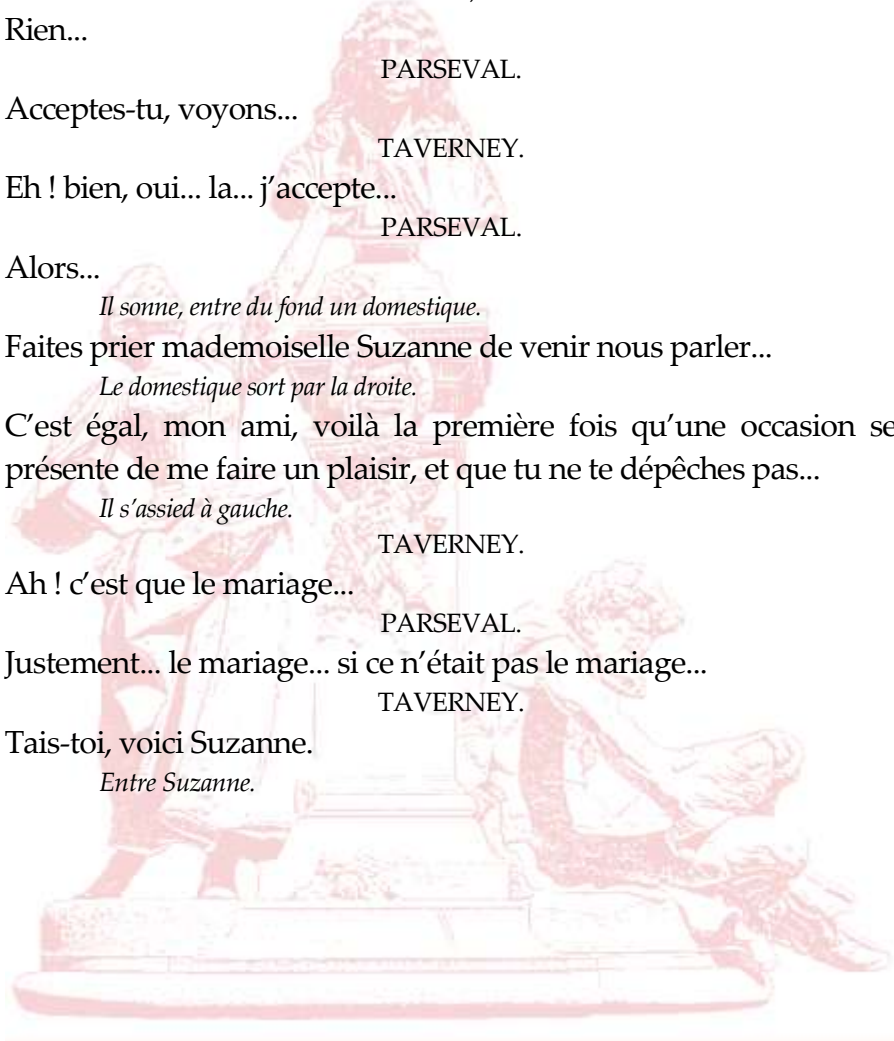 Rien...
PARSEVAL.
Acceptes-tu, voyons...
TAVERNEY.
Eh ! bien, oui... la... j’accepte...
PARSEVAL.
Alors...
Il sonne, entre du fond un domestique.
Faites prier mademoiselle Suzanne de venir nous parler...
Le domestique sort par la droite.
C’est égal, mon ami, voilà la première fois qu’une occasion se
présente de me faire un plaisir, et que tu ne te dépêches pas...
Il s’assied à gauche.
TAVERNEY.
Ah ! c’est que le mariage...
PARSEVAL.
Justement... le mariage... si ce n’était pas le mariage...
TAVERNEY.
Tais-toi, voici Suzanne.
Entre Suzanne.